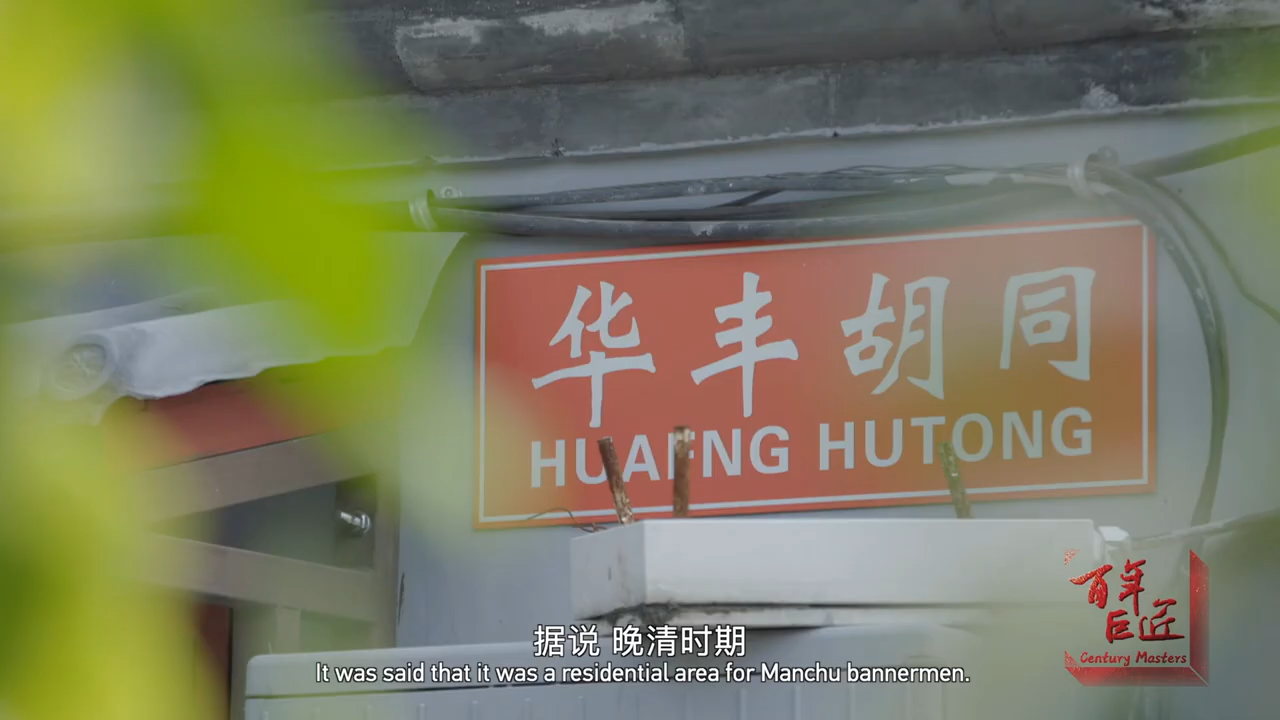 华丰胡同
HUAFNG HUTONG
百年
巨匠
Century Masters
据说 晚清时期
It was said that it was a residential area for Manchu bannermen.